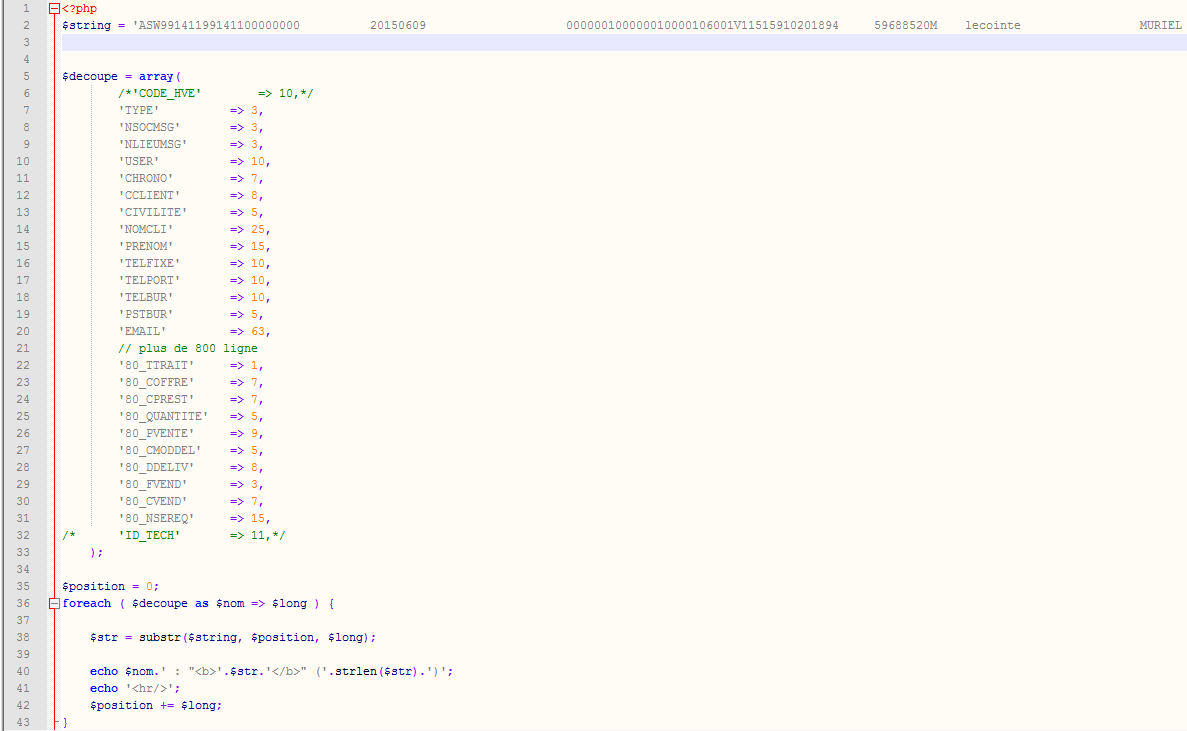 1 <?php
2 $string = 'ASW99141199141100000000 20150609 00000010000001000010600​1V11515910201894 59688520M lecointe MURIEL
3
4
5 $decoupe = array(
6 /*'CODE_HVE' => 10,*/
7 'TYPE' => 3,
8 'NSOCMSG' => 3,
9 'NLIEUMSG' => 3,
10 'USER' => 10,
11 'CHRONO' => 7,
12 'CCLIENT' => 8,
13 'CIVILITE' => 5,
14 'NOMCLI' => 25,
15 'PRENOM' => 15,
16 'TELFIXE' => 10,
17 'TELPORT' => 10,
18 'TELBUR' => 10,
19 'PSTBUR' => 5,
20 'EMAIL' => 63,
21 // plus de 800 ligne
22 '80_TTRAIT' => 1,
23 '80_COFFRE' => 7,
24 '80_CPREST' => 7,
25 '80_QUANTITE' => 5,
26 '80_PVENTE' => 9,
27 '80_CMODDEL' => 5,
28 '80_DDELIV' => 8,
29 '80_FVEND' => 3,
30 '80_CVEND' => 7,
31 '80_NSEREQ' => 15,
32 /* 'ID_TECH' => 11,*/
33 );
34
35 $position = 0;
36 foreach ( $decoupe as $nom => $long ) {
37
38 $str = substr($string, $position, $long);
39
40 echo $nom.' : "<b>'.$str.'</b>" ('.strlen($str).')';
41 echo '<hr/>';
42 $position += $long;
43 }